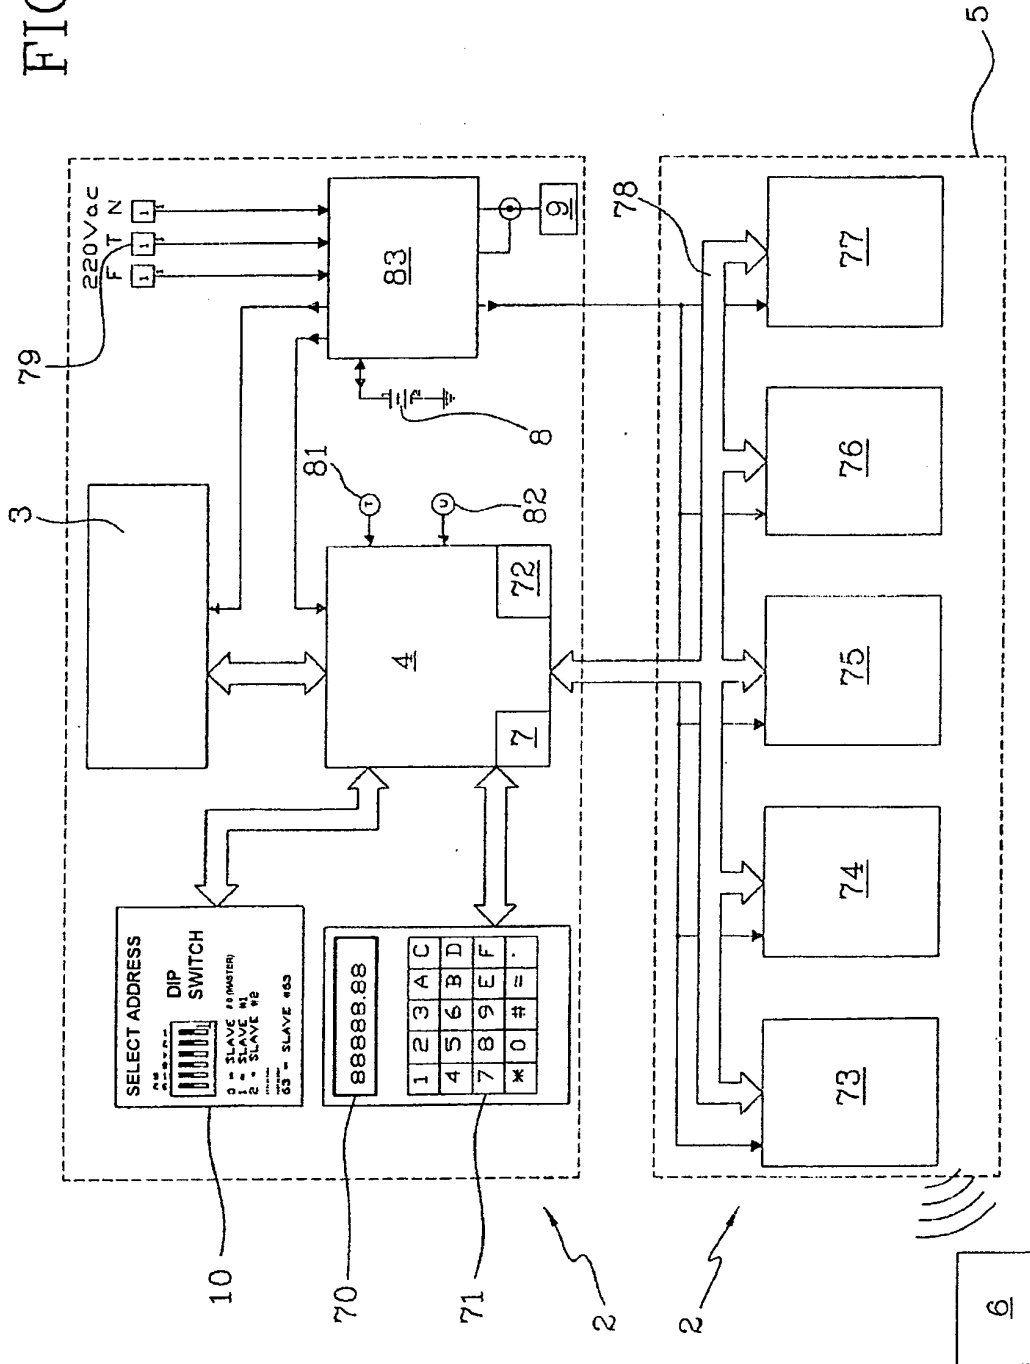 FIG
220Vac
F T N
1 1 1
79
3
83
9
8
81
T
82
U
4
72
7
SELECT ADDRESS
DIP
SWITCH
0 = SLAVE #0(MASTER)
1 = SLAVE #1
2 = SLAVE #2
63 = SLAVE #63
88888.88
1 2 3 A C
4 5 6 B D
7 8 9 E F
* 0 # = .
10
70
71
2
2
5
78
77
76
75
74
73
6